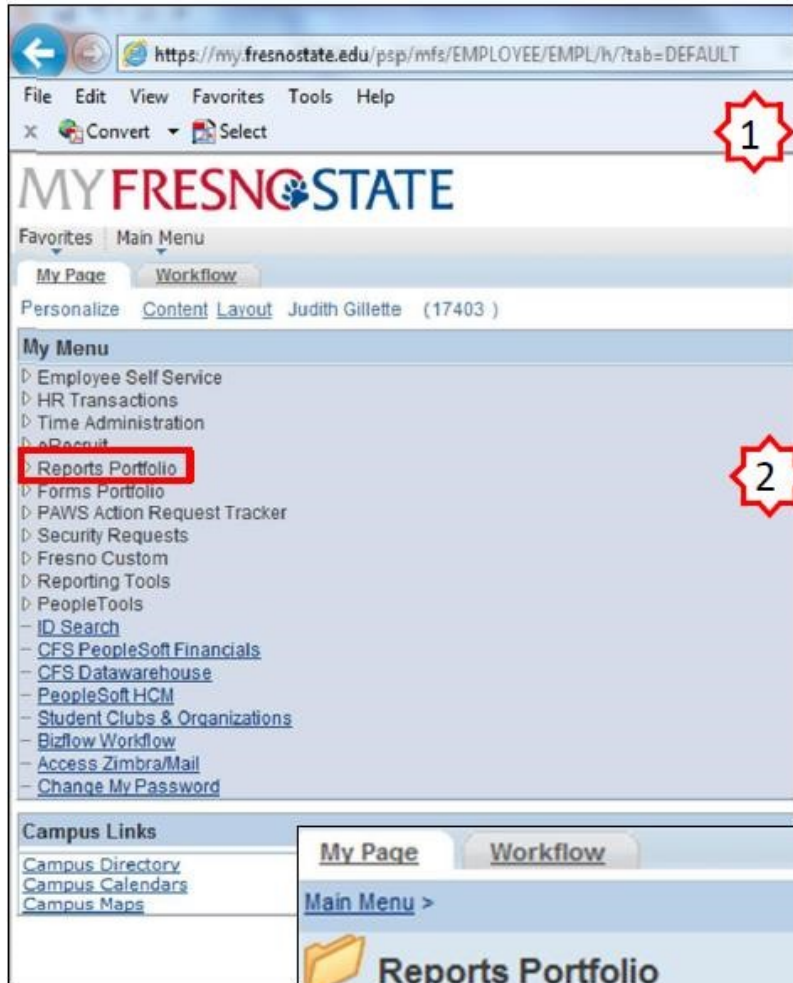 https://my.fresnostate.edu/psp/mfs/EMPLOYEE/EMPL/h/?tab=DEFAULT
File Edit View Favorites Tools Help
x Convert Select
1
MY FRESNO STATE
Favorites Main Menu
My Page Workflow
Personalize Content Layout Judith Gillette (17403 )
My Menu
Employee Self Service
HR Transactions
Time Administration
eRecruit
Reports Portfolio
2
Forms Portfolio
PAWS Action Request Tracker
Security Requests
Fresno Custom
Reporting Tools
PeopleTools
ID Search
CFS PeopleSoft Financials
CFS Datawarehouse
PeopleSoft HCM
Student Clubs & Organizations
Bizflow Workflow
Access Zimbra/Mail
Change My Password
Campus Links
Campus Directory
Campus Calendars
Campus Maps
My Page Workflow
Main Menu >
Reports Portfolio